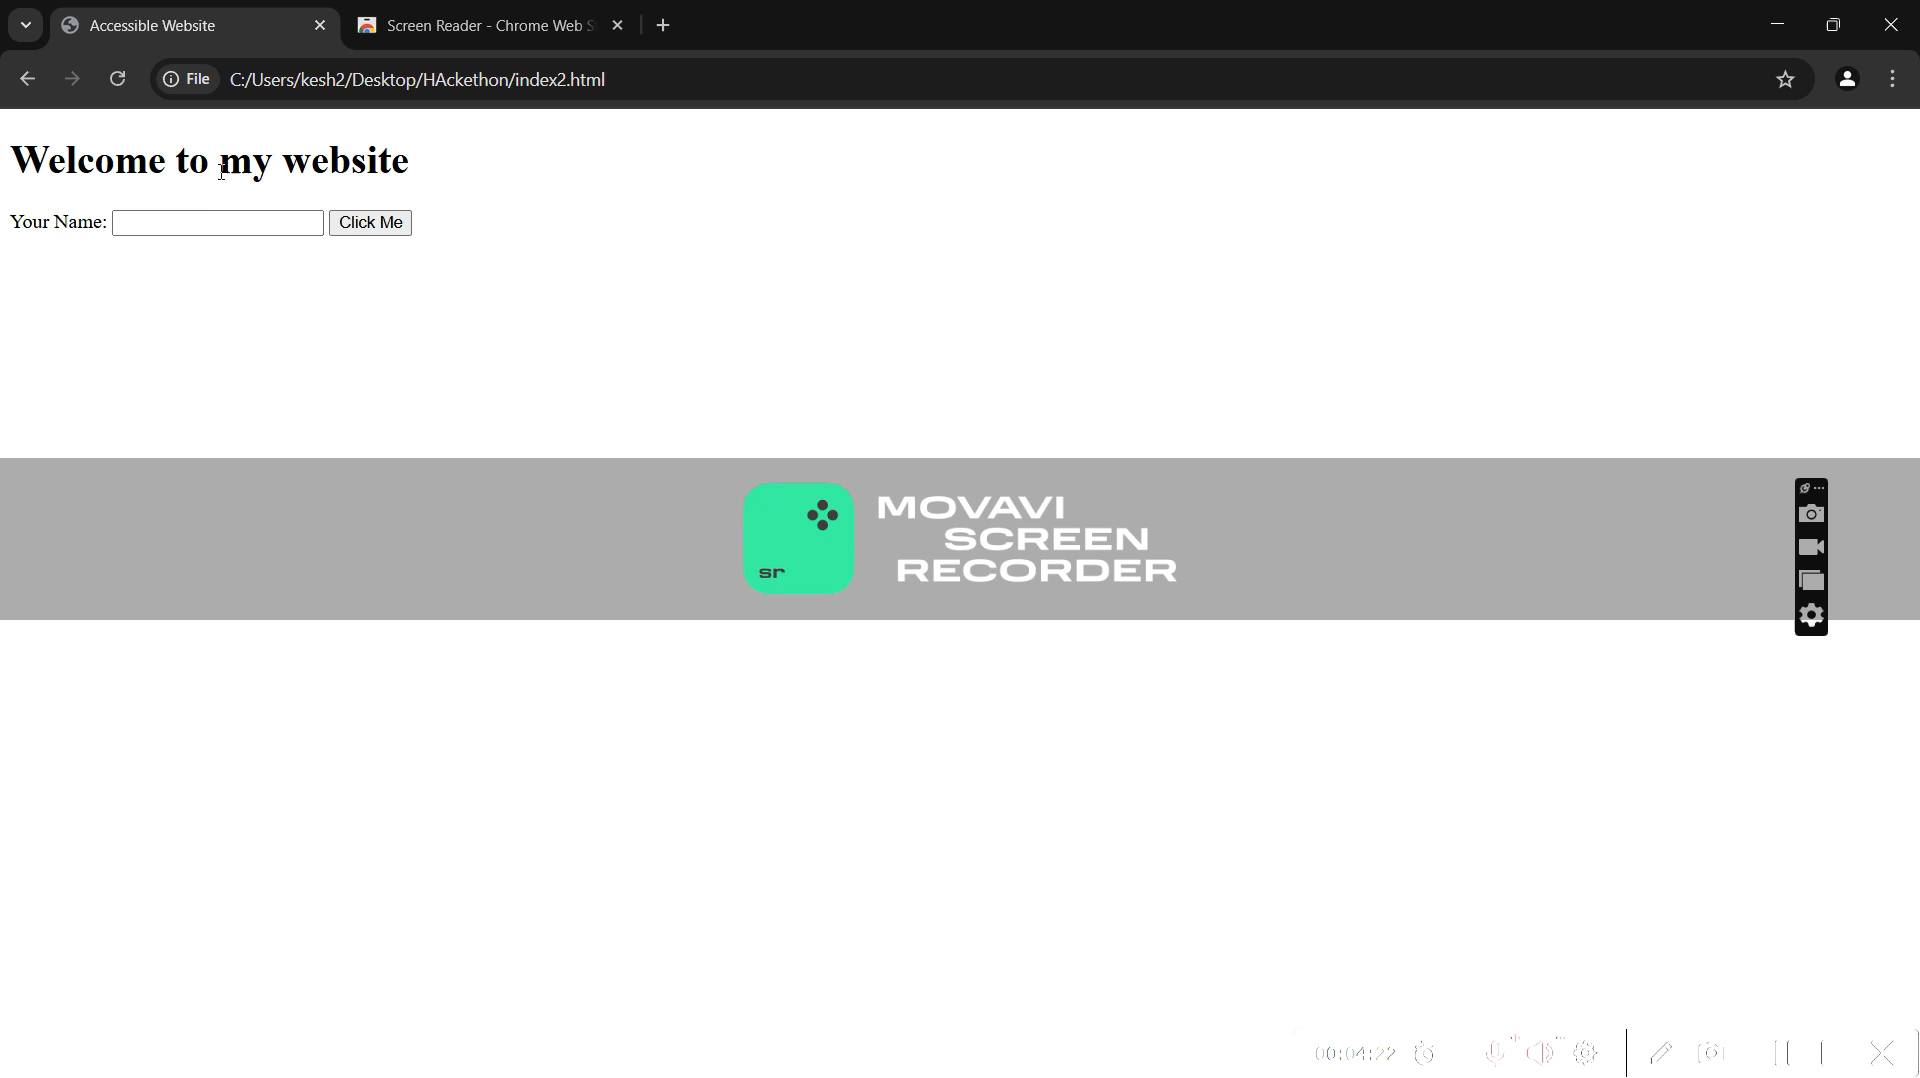 Accessible Website
Screen Reader - Chrome Web S
File
C:/Users/kesh2/Desktop/HAckethon/index2.html
Welcome to my website
Your Name:
Click Me
MOVAVI
SCREEN
RECORDER
sr
00:04:22